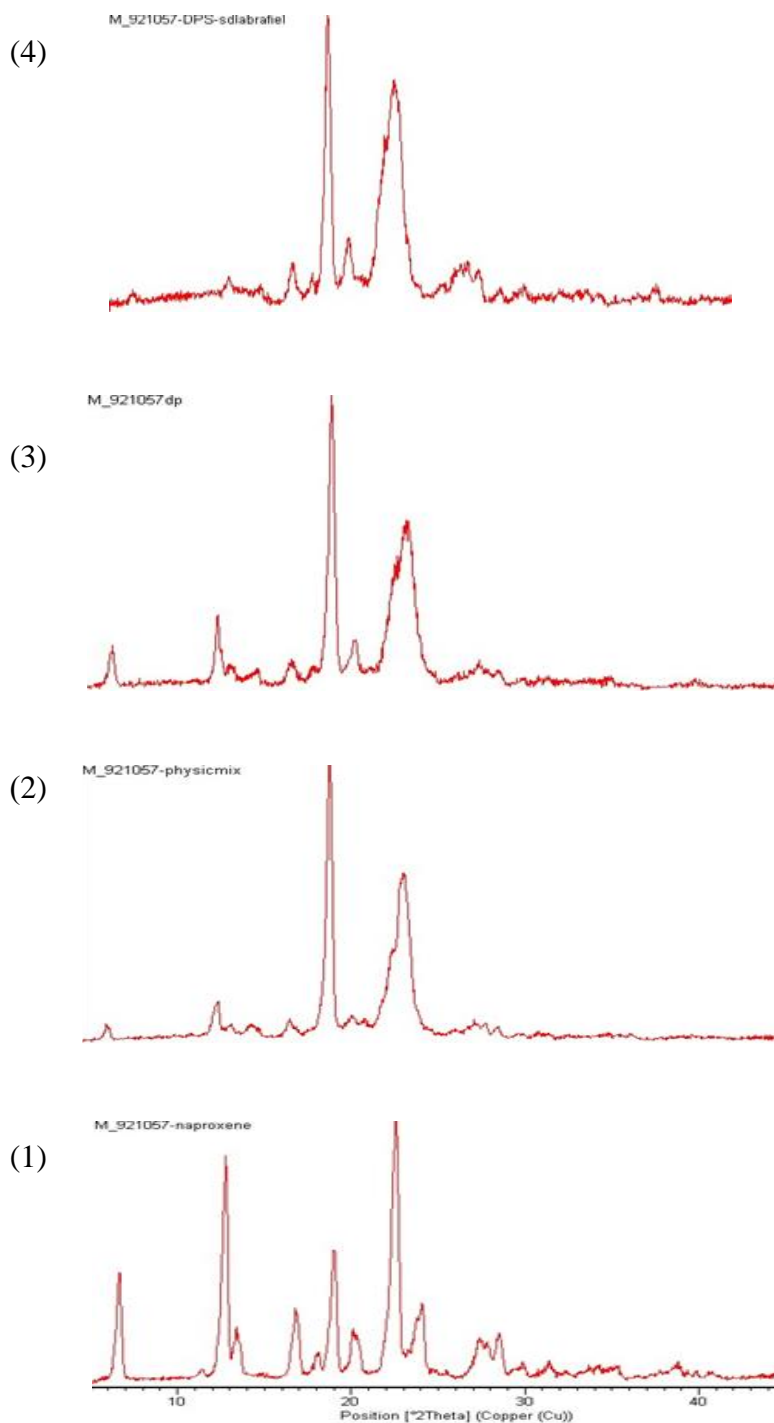 M_921057-DPS-sdlabrafiel
(4)
M_921057dp
(3)
M_921057-physicmix
(2)
M_921057-naproxene
(1)
10 20 30 40
Position [°2Theta] (Copper (Cu))